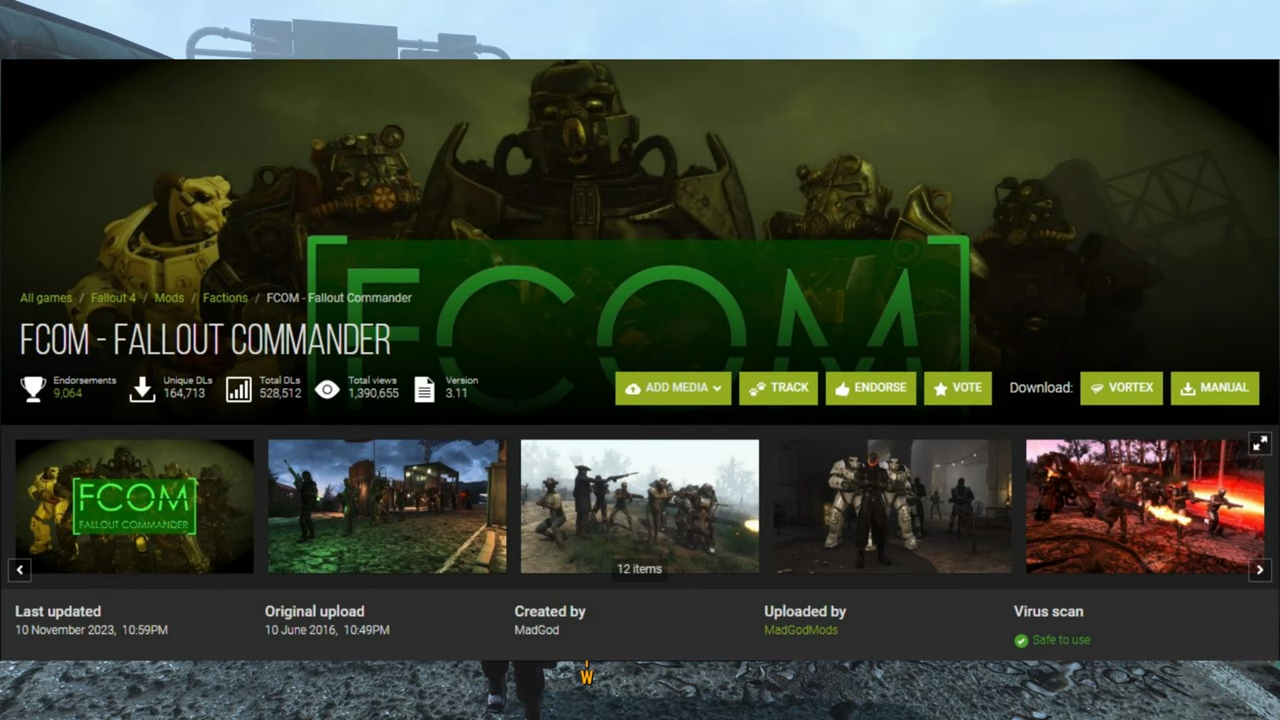 FCOM
All games / Fallout 4 / Mods / Factions / FCOM - Fallout Commander
FCOM - FALLOUT COMMANDER
Endorsements
9,064
Unique DLs
164,713
Total DLs
528,512
Total views
1,390,655
Version
3.11
ADD MEDIA
TRACK
ENDORSE
VOTE
Download:
VORTEX
MANUAL
FCOM
FALLOUT COMMANDER
12 items
Last updated
10 November 2023, 10:59PM
Original upload
10 June 2016, 10:49PM
Created by
MadGod
Uploaded by
MadGodMods
Virus scan
Safe to use
W